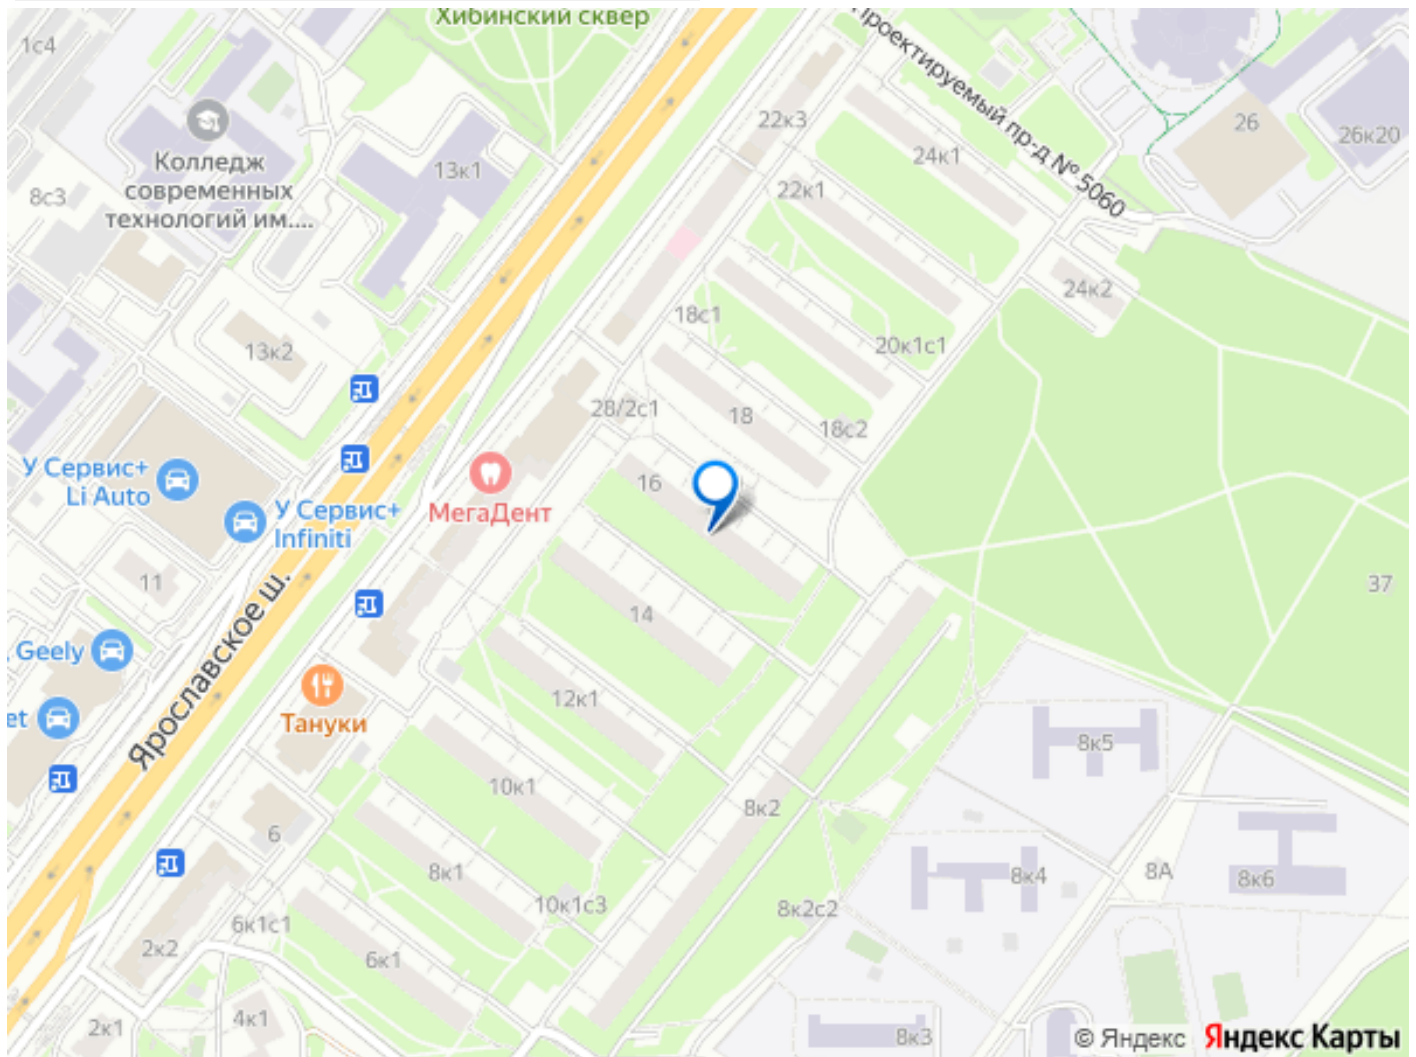 Хибинский сквер
1с4
Проектируемый пр-д № 5060
22к3
26
26к20
Колледж
современных
технологий им....
13к1
24к1
8с3
22к1
24к2
18с1
13к2
20к1с1
28/2с1
18
18с2
У Сервис+
Li Auto
МегаДент
16
У Сервис+
Infiniti
11
37
Ярославское ш.
14
Geely
12к1
Тануки
et
8к5
10к1
8к2
6
8к1
8к4
8А
8к6
10к1с3
8к2с2
6к1с1
2к2
6к1
4к1
2к1
8к3
© Яндекс Яндекс Карты